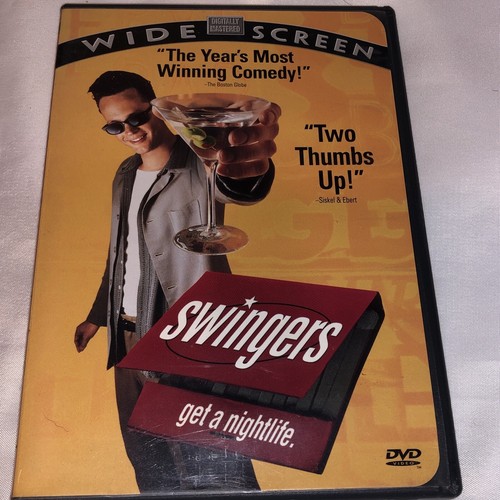 DIGITALLY
MASTERED
WIDE SCREEN
“The Year's Most
Winning Comedy!”
–The Boston Globe
“Two
Thumbs
Up!”
–Siskel & Ebert
swingers
get a nightlife.
DVD
VIDEO